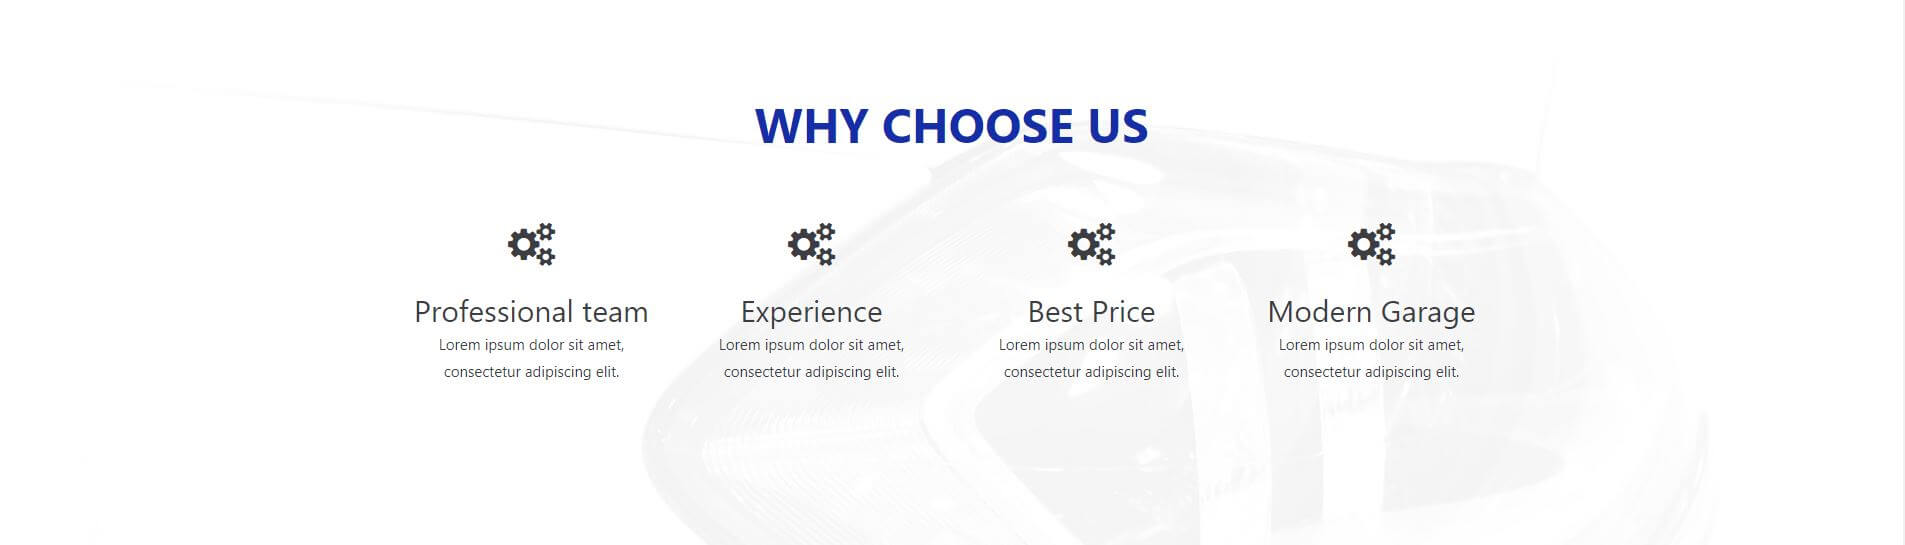 WHY CHOOSE US
Professional team
Lorem ipsum dolor sit amet,
consectetur adipiscing elit.
Experience
Lorem ipsum dolor sit amet,
consectetur adipiscing elit.
Best Price
Lorem ipsum dolor sit amet,
consectetur adipiscing elit.
Modern Garage
Lorem ipsum dolor sit amet,
consectetur adipiscing elit.